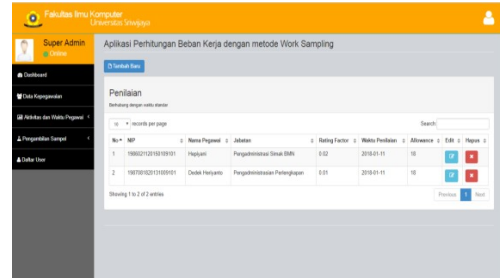 Fakultas Ilmu Komputer
Universitas Sriwijaya
Super Admin
Online
Dashboard
Data Kepegawaian
Aktivitas dan Waktu Pegawai
Pengambilan Sampel
Daftar User
Aplikasi Perhitungan Beban Kerja dengan metode Work Sampling
Tambah Baru
Penilaian
Berhubung dengan waktu standar
10 records per page
Search
No NIP Nama Pegawai Jabatan Rating Factor Waktu Penilaian Allowance Edit Hapus
1 Hepiyani Pengadministrasi Simak BMN 0.02 2018-01-11 10
2 Dedek Heriyanto Pengadministrasian Perlengkapan 0.01 2018-01-11 10
Showing 1 to 2 of 2 entries
Previous 1 Next